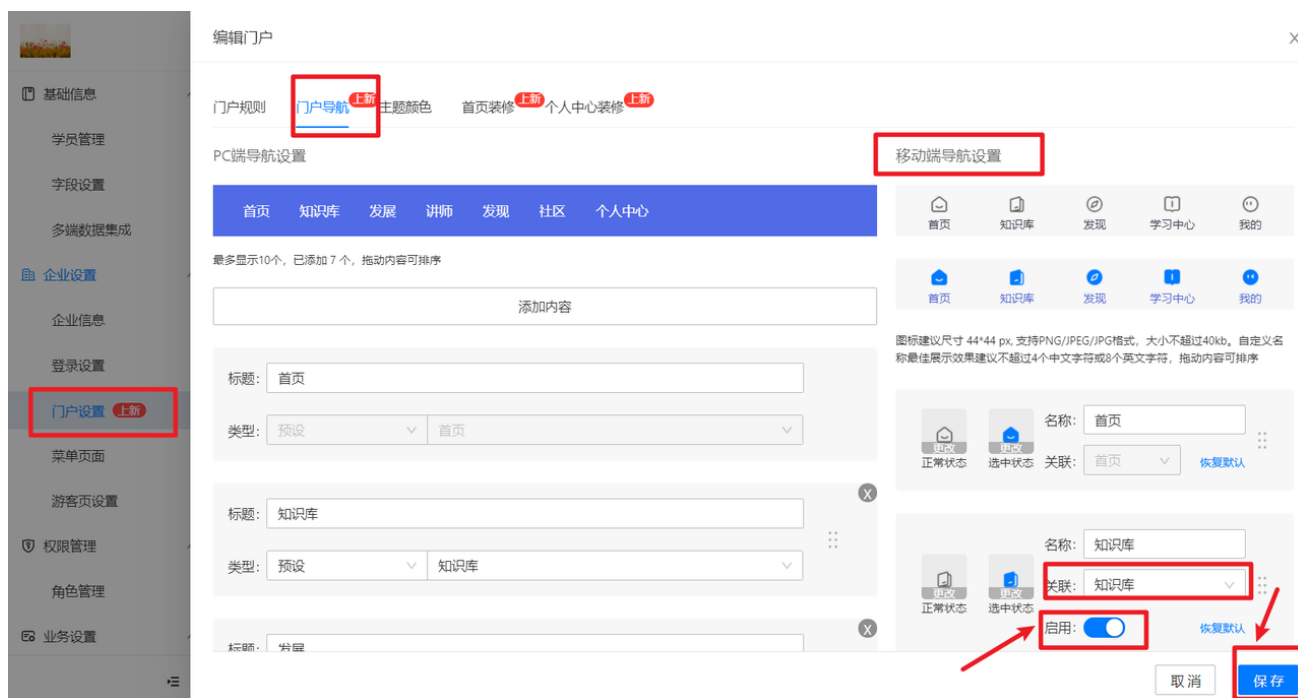 编辑门户
X
基础信息
学员管理
字段设置
多端数据集成
企业设置
企业信息
登录设置
门户设置 上新
菜单页面
游客页设置
权限管理
角色管理
业务设置
门户规则 门户导航 上新 主题颜色 首页装修 上新 个人中心装修 上新
PC端导航设置
首页 知识库 发展 讲师 发现 社区 个人中心
最多显示10个，已添加 7 个，拖动内容可排序
添加内容
标题: 首页
类型: 预设 首页
X
标题: 知识库
类型: 预设 知识库
X
标题: 发展
移动端导航设置
首页 知识库 发现 学习中心 我的
首页 知识库 发现 学习中心 我的
图标建议尺寸 44*44 px, 支持PNG/JPEG/JPG格式，大小不超过40kb。自定义名
称最佳展示效果建议不超过4个中文字符或8个英文字符，拖动内容可排序
名称: 首页
更改 更改
正常状态 选中状态 关联: 首页 恢复默认
名称: 知识库
关联: 知识库
更改 更改
正常状态 选中状态
启用: 恢复默认
取消 保存